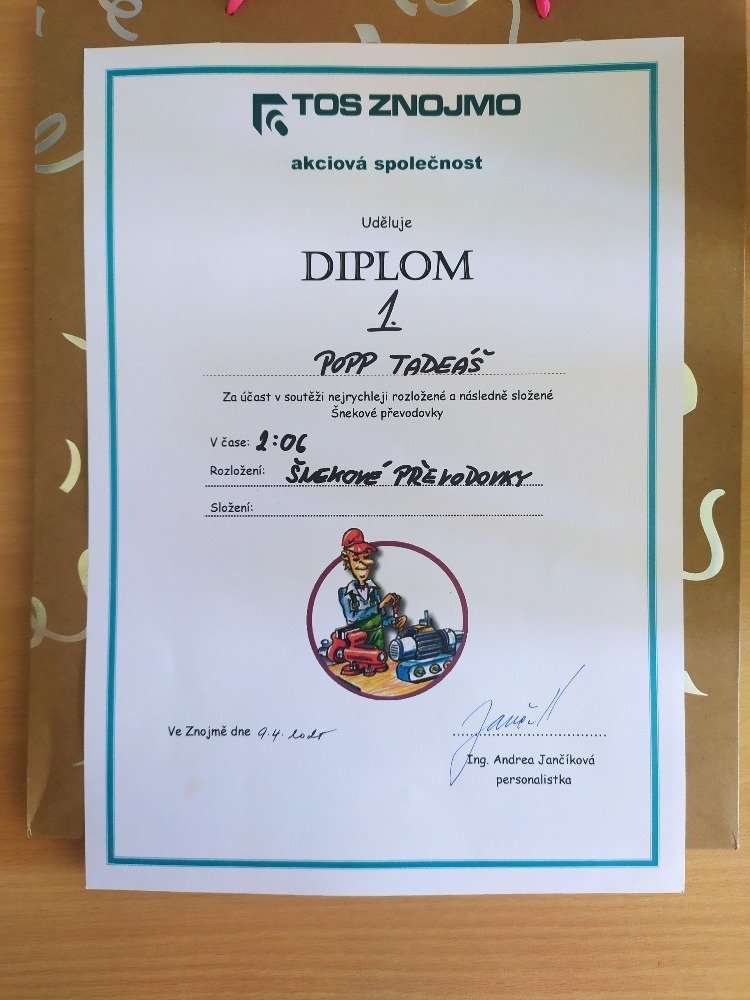 TOS ZNOJMO
akciová společnost
Uděluje
DIPLOM
1.
POPP TADEÁŠ
Za účast v soutěži nejrychleji rozložené a následně složené
Šnekové převodovky
V čase: 2:06
Rozložení: ŠNEKOVÉ PŘEVODOVKY
Složení:
Ve Znojmě dne 9.4.
Ing. Andrea Jančíková
personalistka